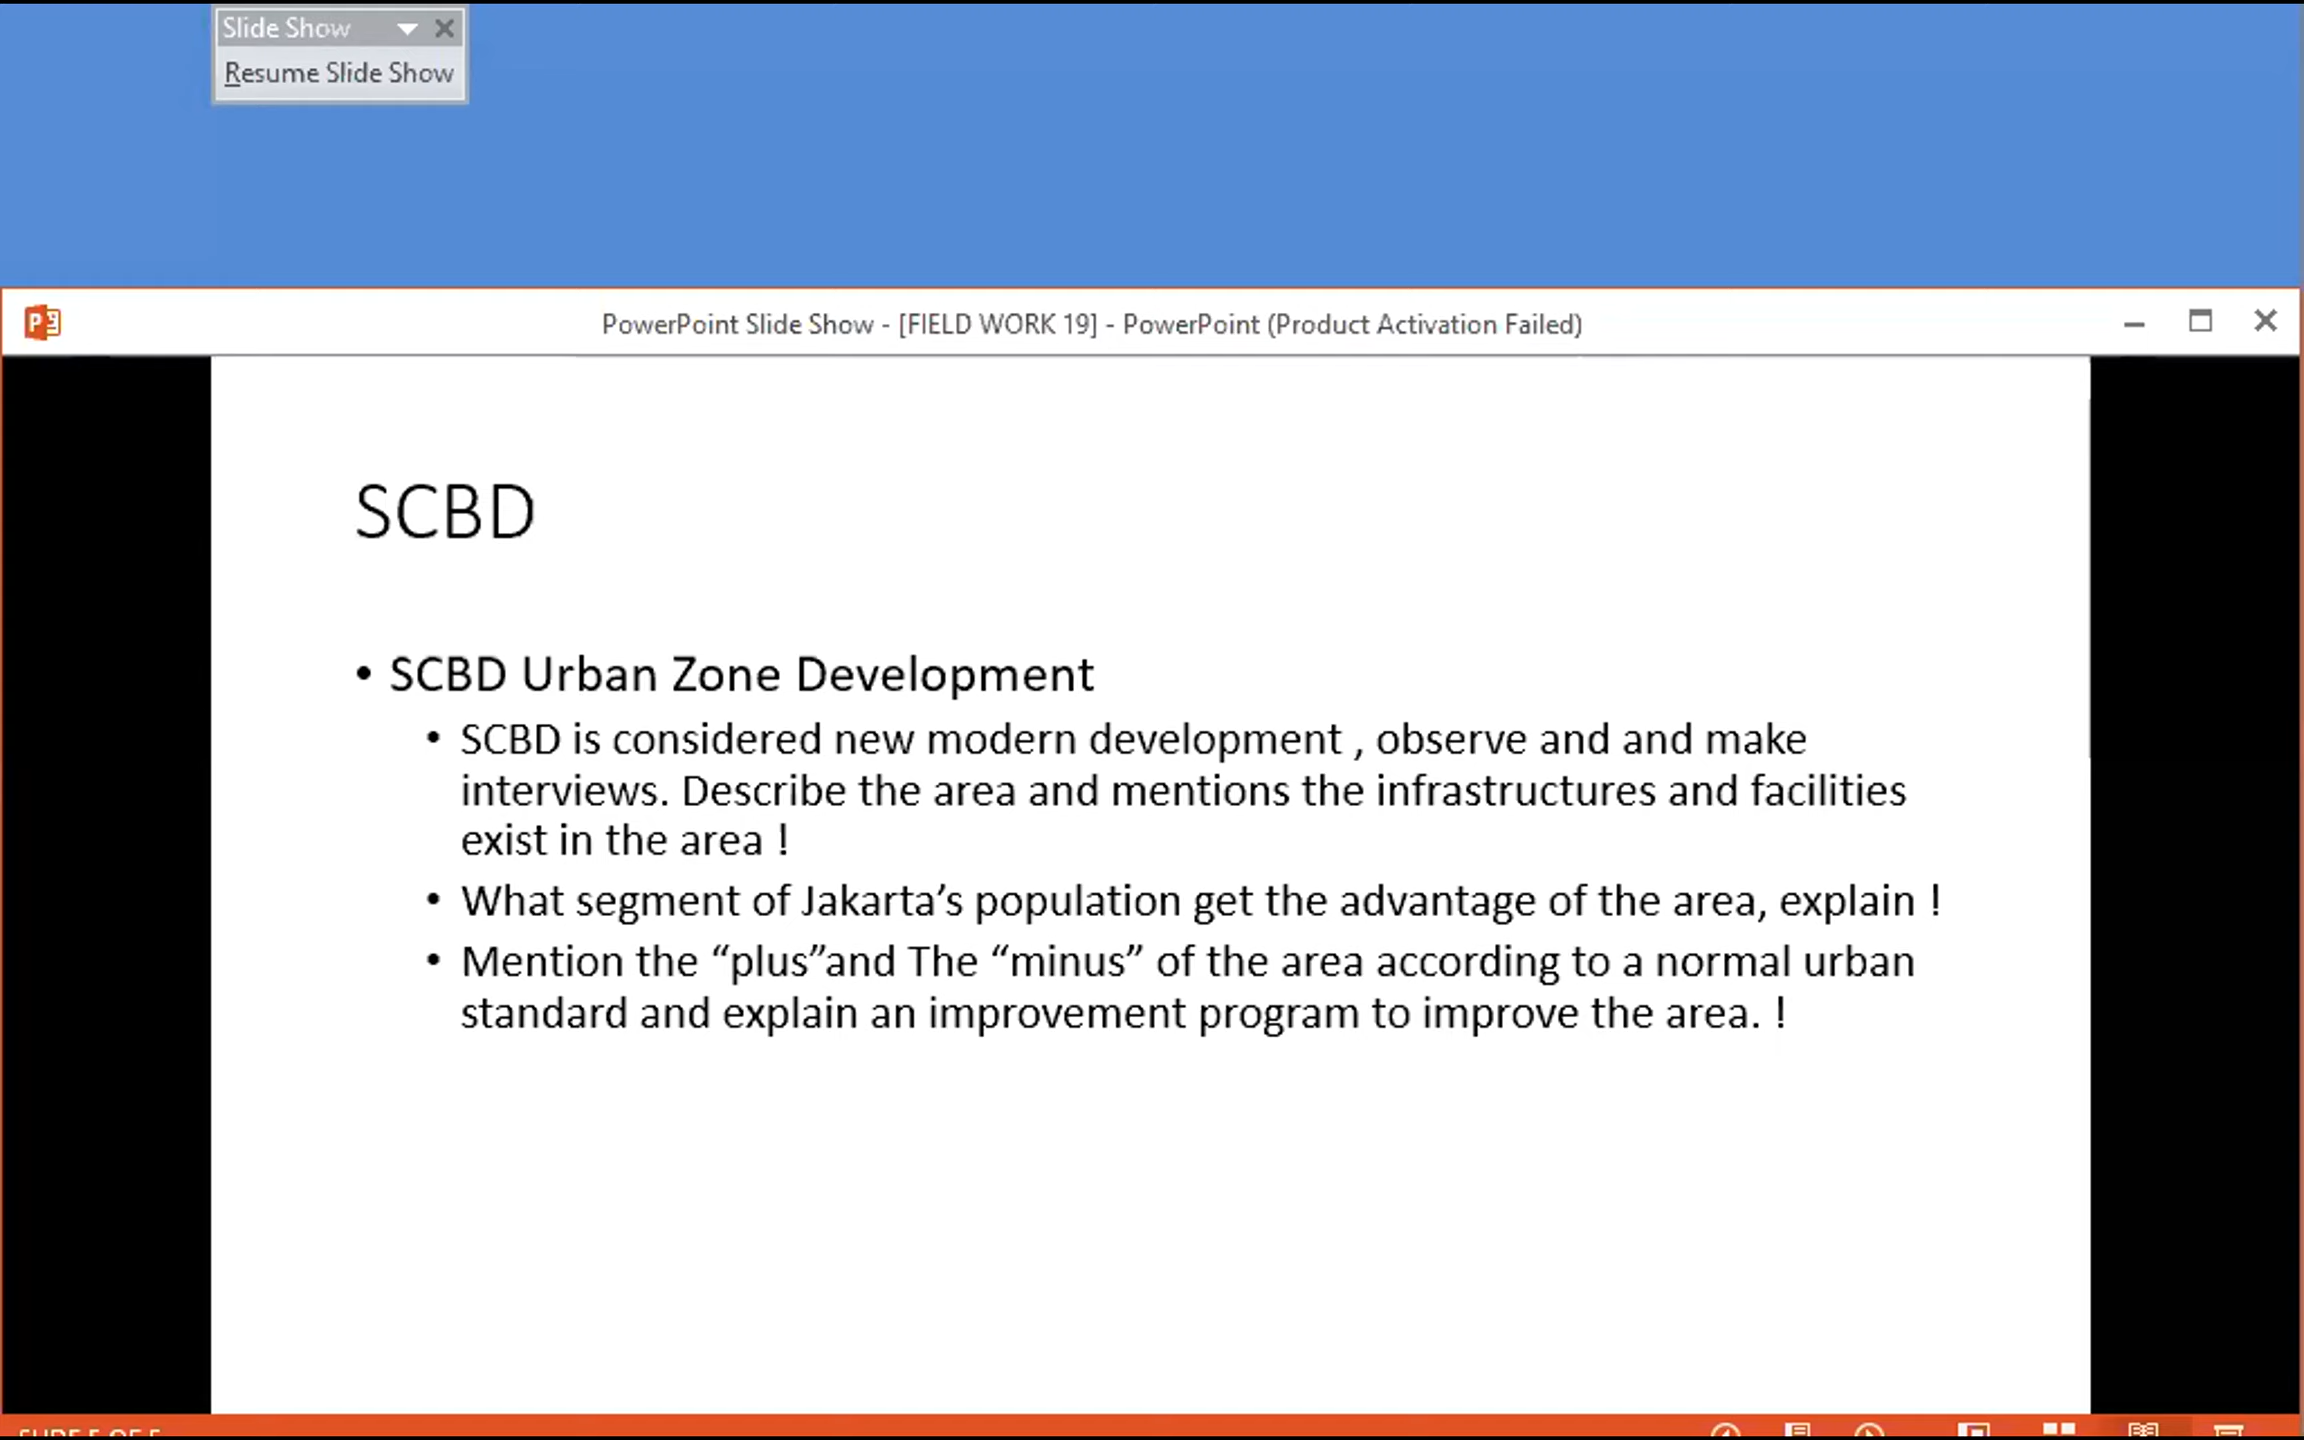 Slide Show
Resume Slide Show
PowerPoint Slide Show - [FIELD WORK 19] - PowerPoint (Product Activation Failed)
SCBD
• SCBD Urban Zone Development
• SCBD is considered new modern development , observe and and make
interviews. Describe the area and mentions the infrastructures and facilities
exist in the area !
• What segment of Jakarta’s population get the advantage of the area, explain !
• Mention the “plus”and The “minus” of the area according to a normal urban
standard and explain an improvement program to improve the area. !
SLIDE 5 OF 5